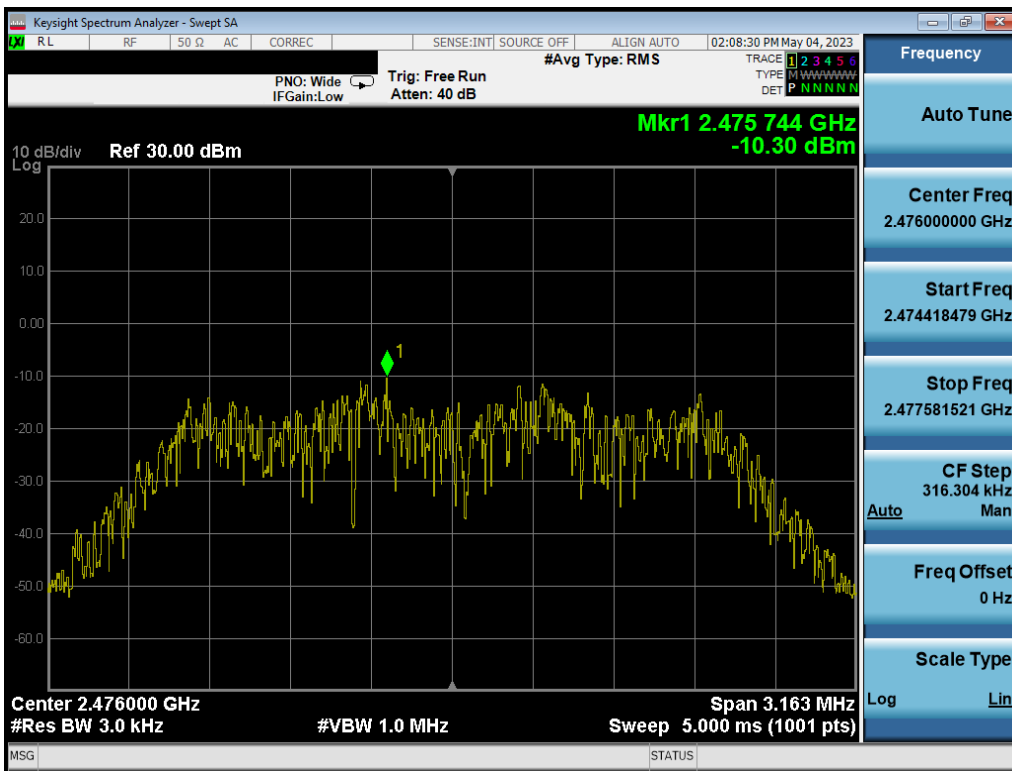 Keysight Spectrum Analyzer - Swept SA
LXI RL RF 50 Ω AC CORREC SENSE:INT SOURCE OFF ALIGN AUTO 02:08:30 PM May 04, 2023
#Avg Type: RMS TRACE 1 2 3 4 5 6
PNO: Wide Trig: Free Run TYPE M WWWWW
IFGain:Low Atten: 40 dB DET P N N N N N
Mkr1 2.475 744 GHz
10 dB/div Ref 30.00 dBm -10.30 dBm
Log
20.0
10.0
0.00
1
-10.0
-20.0
-30.0
-40.0
-50.0
-60.0
Center 2.476000 GHz Span 3.163 MHz
#Res BW 3.0 kHz #VBW 1.0 MHz Sweep 5.000 ms (1001 pts)
MSG STATUS
Frequency
Auto Tune
Center Freq
2.476000000 GHz
Start Freq
2.474418479 GHz
Stop Freq
2.477581521 GHz
CF Step
316.304 kHz
Auto Man
Freq Offset
0 Hz
Scale Type
Log Lin